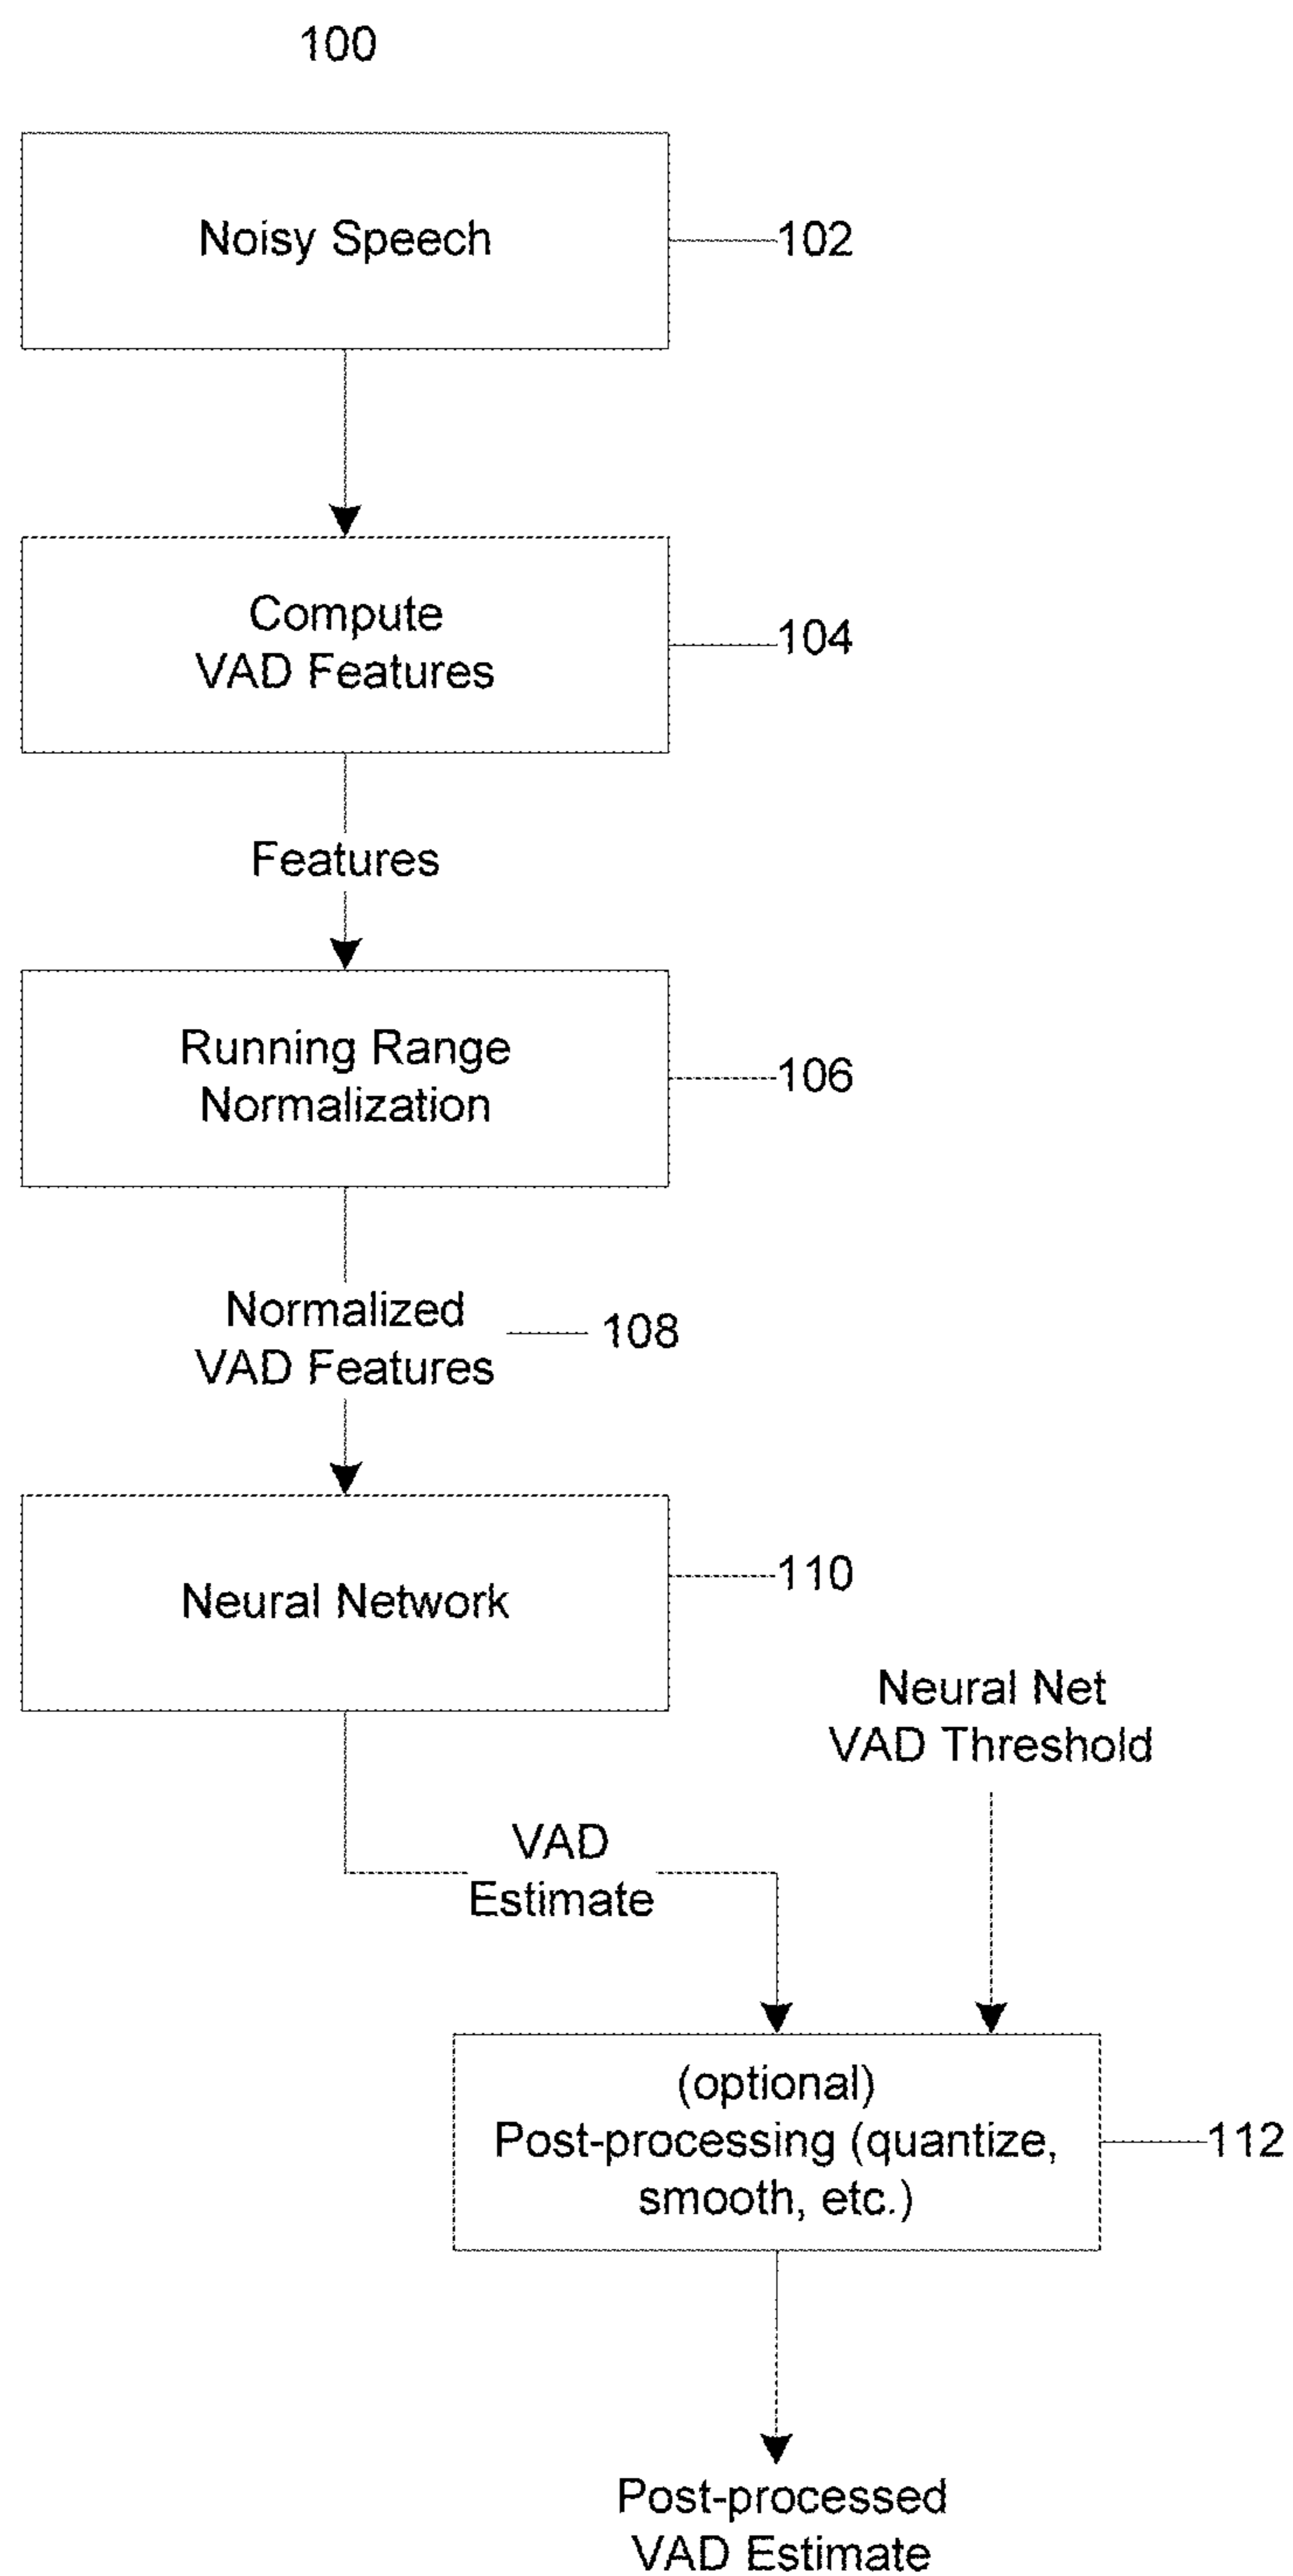 100
Noisy Speech
102
Compute
VAD Features
104
Features
Running Range
Normalization
106
Normalized
VAD Features
108
Neural Network
110
Neural Net
VAD Threshold
VAD
Estimate
(optional)
Post-processing (quantize,
smooth, etc.)
112
Post-processed
VAD Estimate